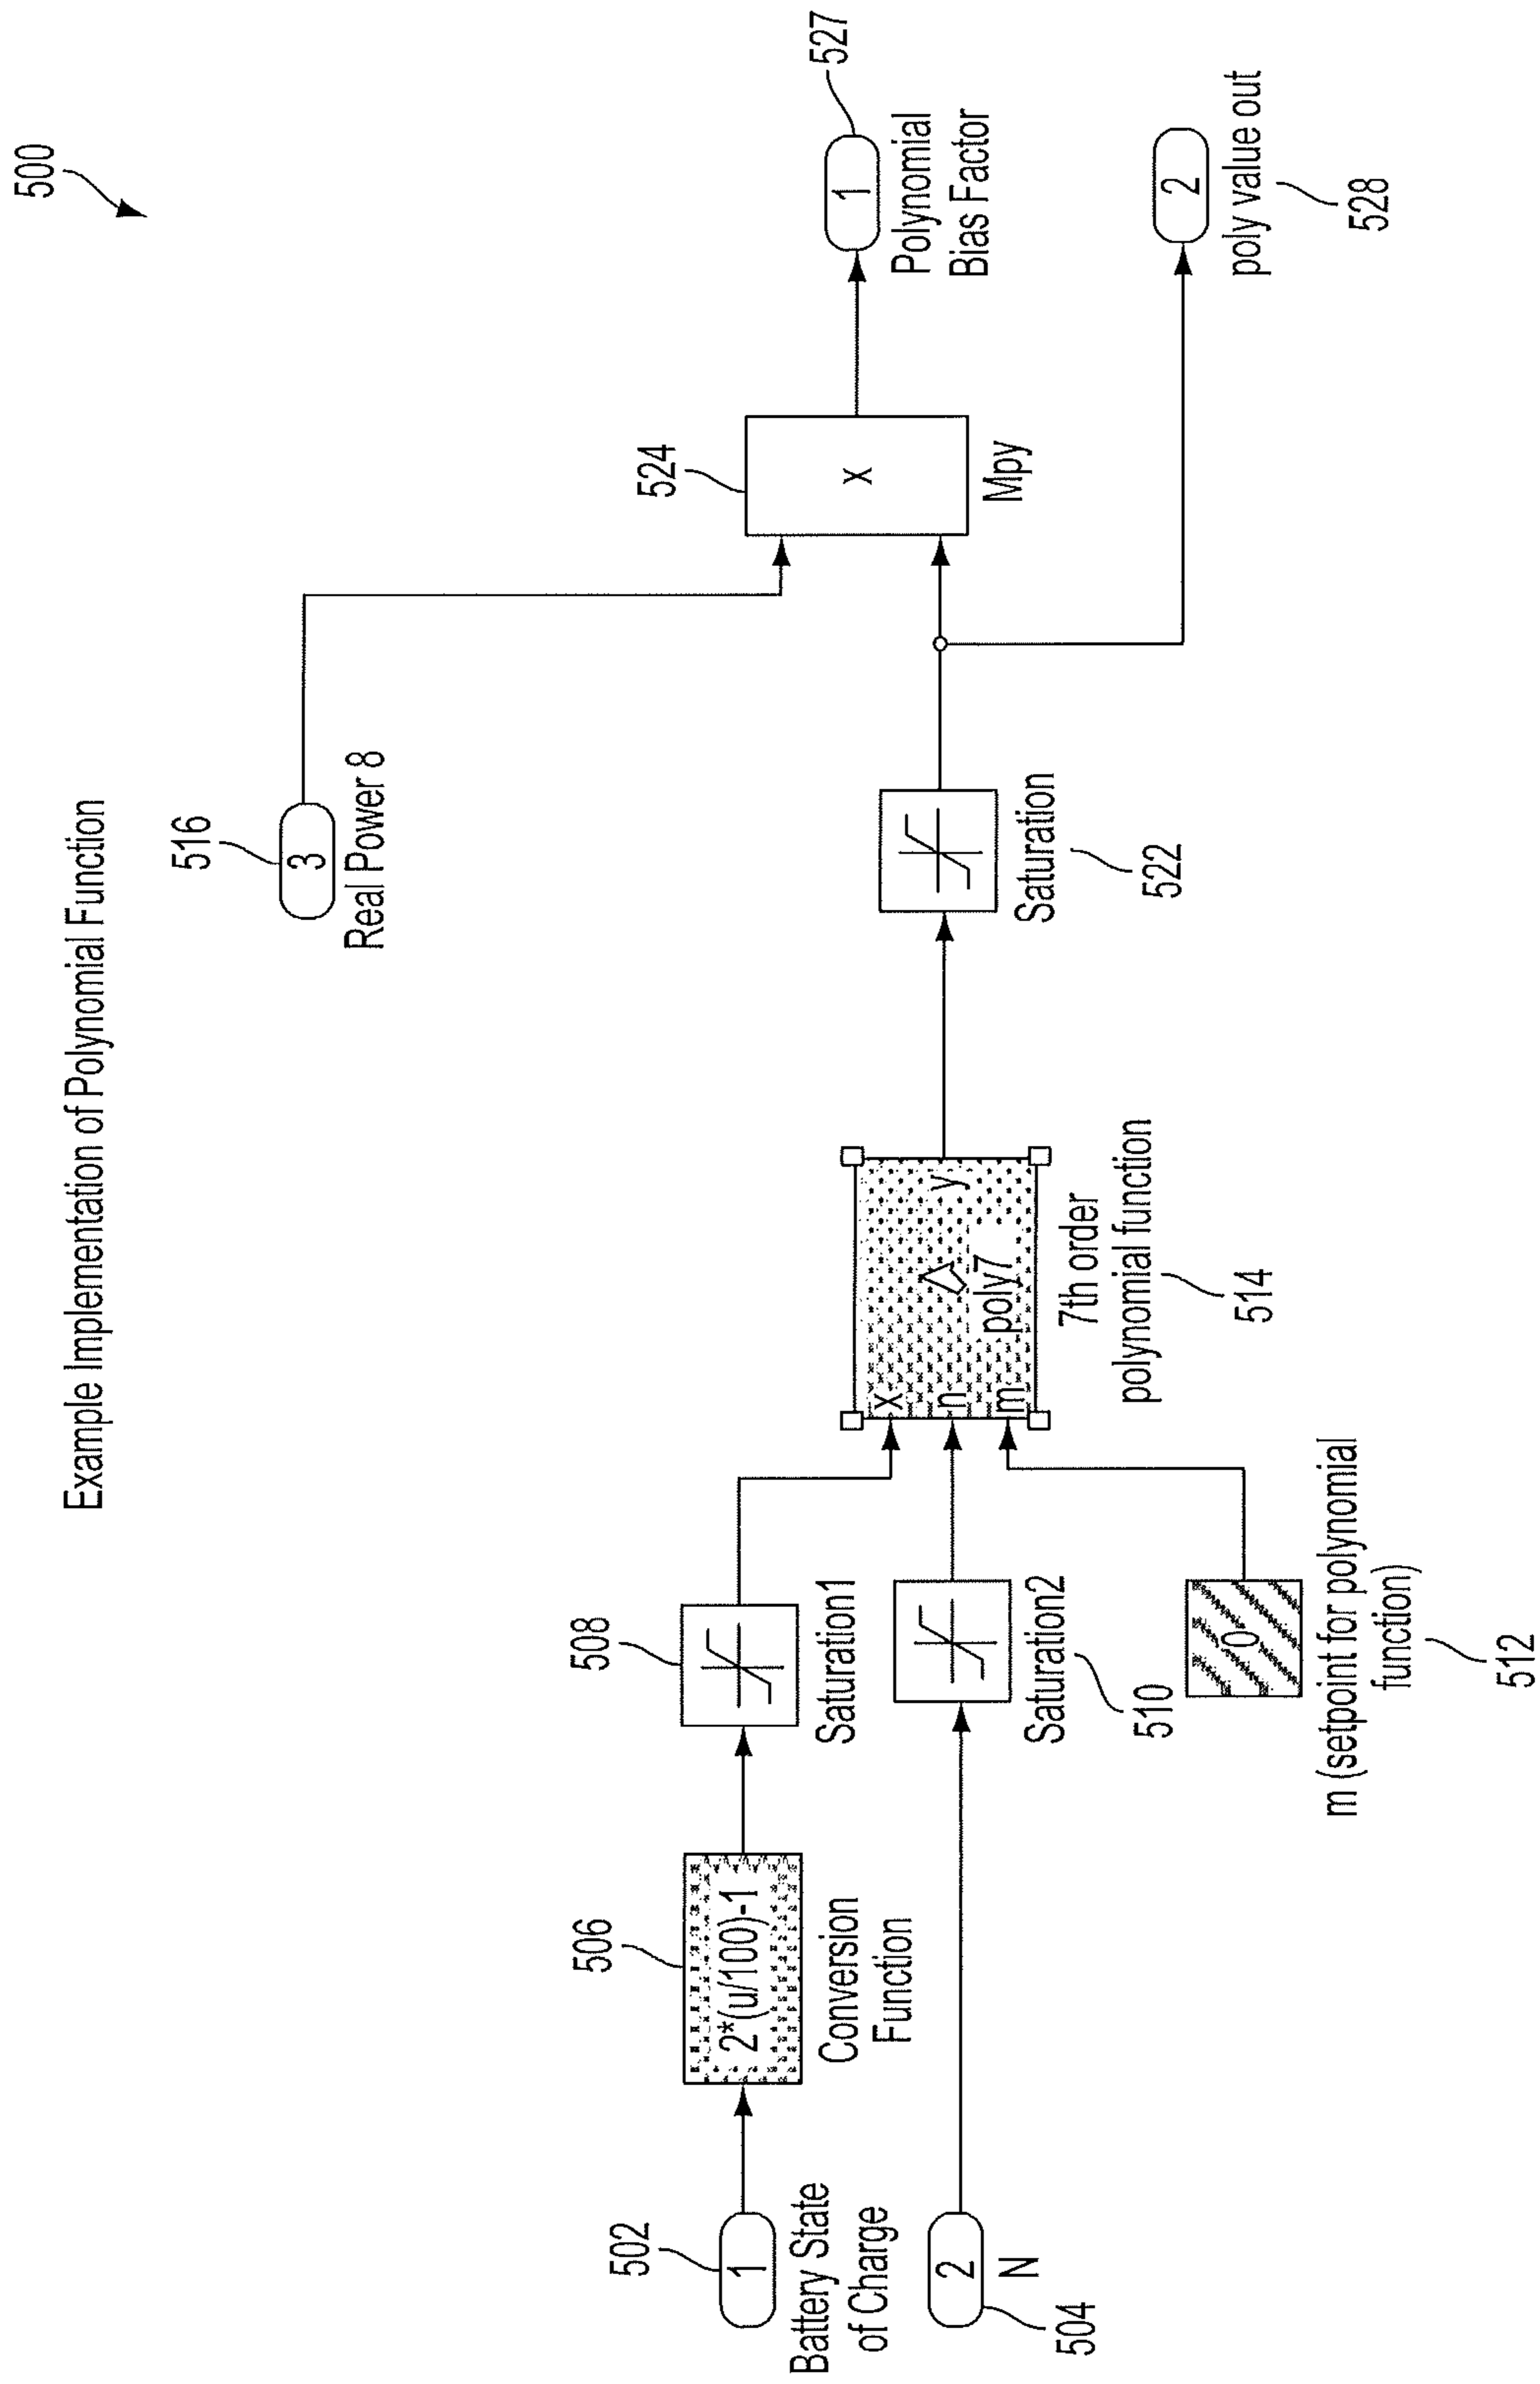 Example Implementation of Polynomial Function
500
516
3
Real Power 8
502
1
Battery State
of Charge
506
2*(u/100)-1
Conversion
Function
508
Saturation1
504
2
N
510
Saturation2
512
0
m (setpoint for polynomial
function)
x
n
m
poly7
y
7th order
polynomial function
514
Saturation
522
524
x
Mpy
527
1
Polynomial
Bias Factor
2
poly value out
528